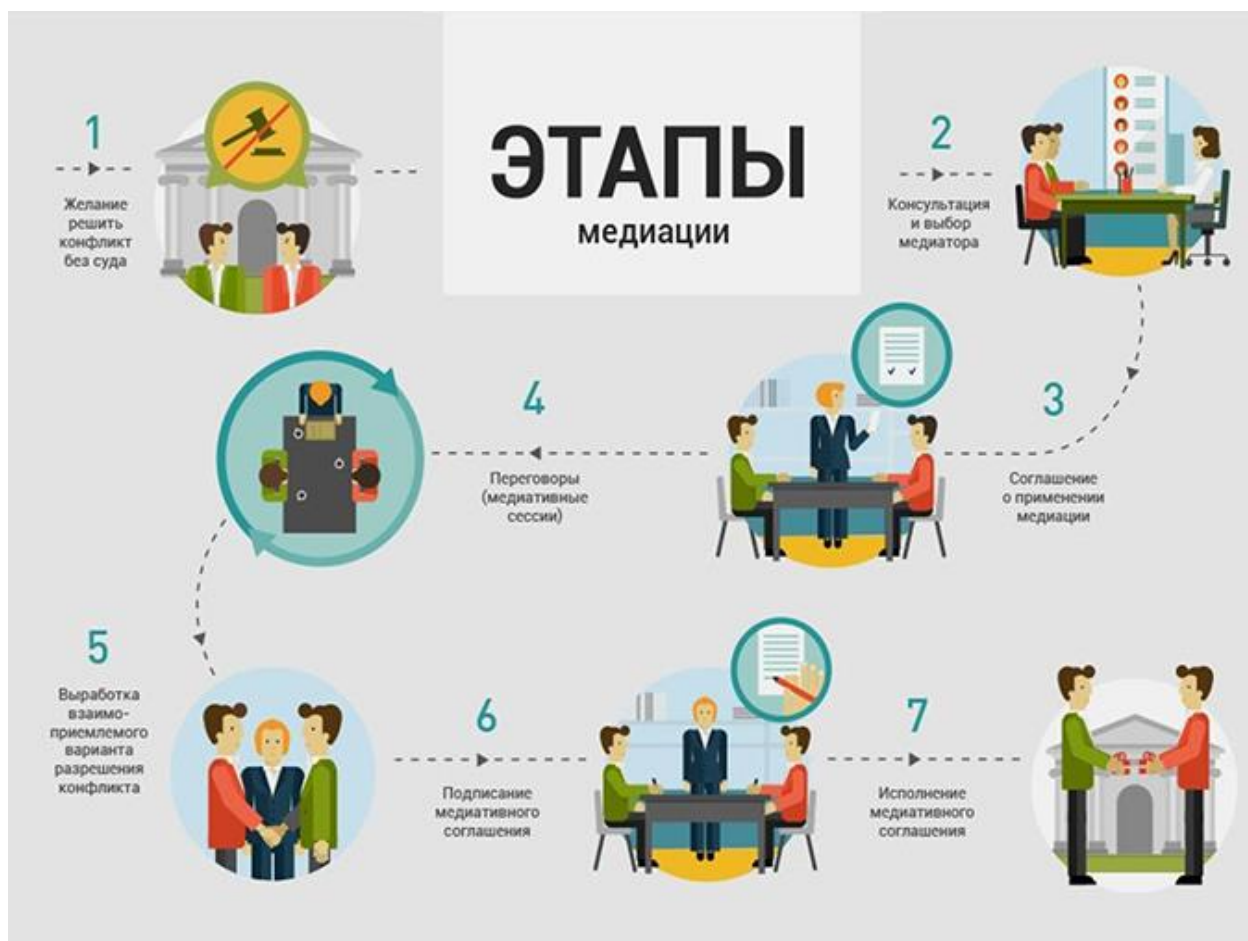 ЭТАПЫ
медиации
1
Желание
решить
конфликт
без суда
2
Консультация
и выбор
медиатора
3
Соглашение
о применении
медиации
4
Переговоры
(медиативные
сессии)
5
Выработка
взаимо-
приемлемого
варианта
разрешения
конфликта
6
Подписание
медиативного
соглашения
7
Исполнение
медиативного
соглашения